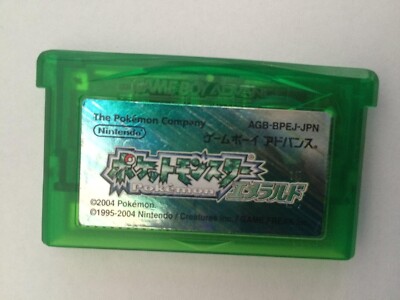 GAME BOY ADVANCE
The Pokémon Company AGB-BPEJ-JPN
Nintendo ゲームボーイ アドバンス®
ポケットモンスター
POKéMON エメラルド
©2004 Pokémon.
©1995-2004 Nintendo / Creatures inc. / GAME FREAK inc.